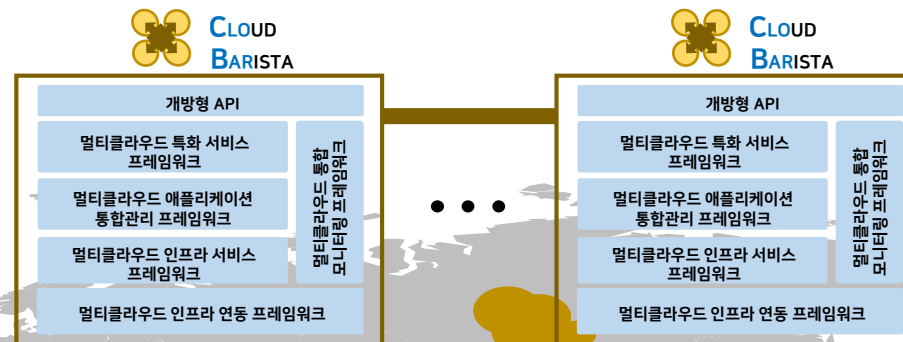 CLOUD
BARISTA
개방형 API
멀티클라우드 특화 서비스
프레임워크
멀티클라우드 애플리케이션
통합관리 프레임워크
멀티클라우드 인프라 서비스
프레임워크
멀티클라우드 통합
모니터링 프레임워크
멀티클라우드 인프라 연동 프레임워크
CLOUD
BARISTA
개방형 API
멀티클라우드 특화 서비스
프레임워크
멀티클라우드 애플리케이션
통합관리 프레임워크
멀티클라우드 인프라 서비스
프레임워크
멀티클라우드 통합
모니터링 프레임워크
멀티클라우드 인프라 연동 프레임워크